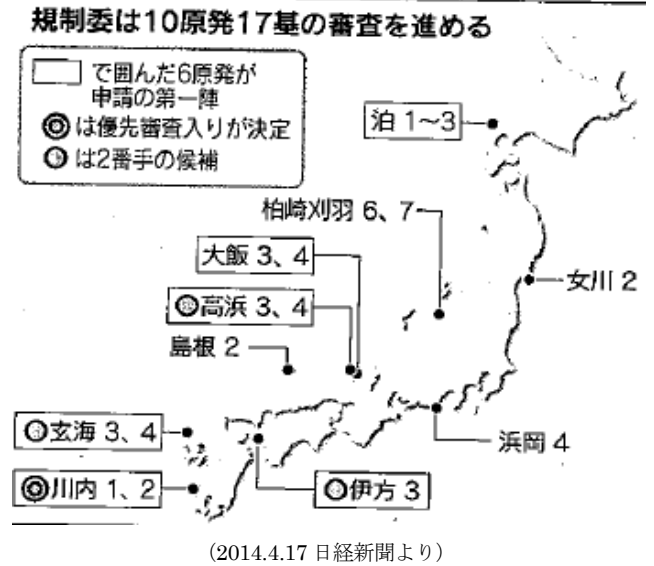 規制委は10原発17基の審査を進める
で囲んだ6原発が
申請の第一陣
◎は優先審査入りが決定
○は2番手の候補
泊 1～3
柏崎刈羽 6、7
大飯 3、4
女川 2
○高浜 3、4
島根 2
○玄海 3、4
浜岡 4
◎川内 1、2
○伊方 3
（2014.4.17 日経新聞より）